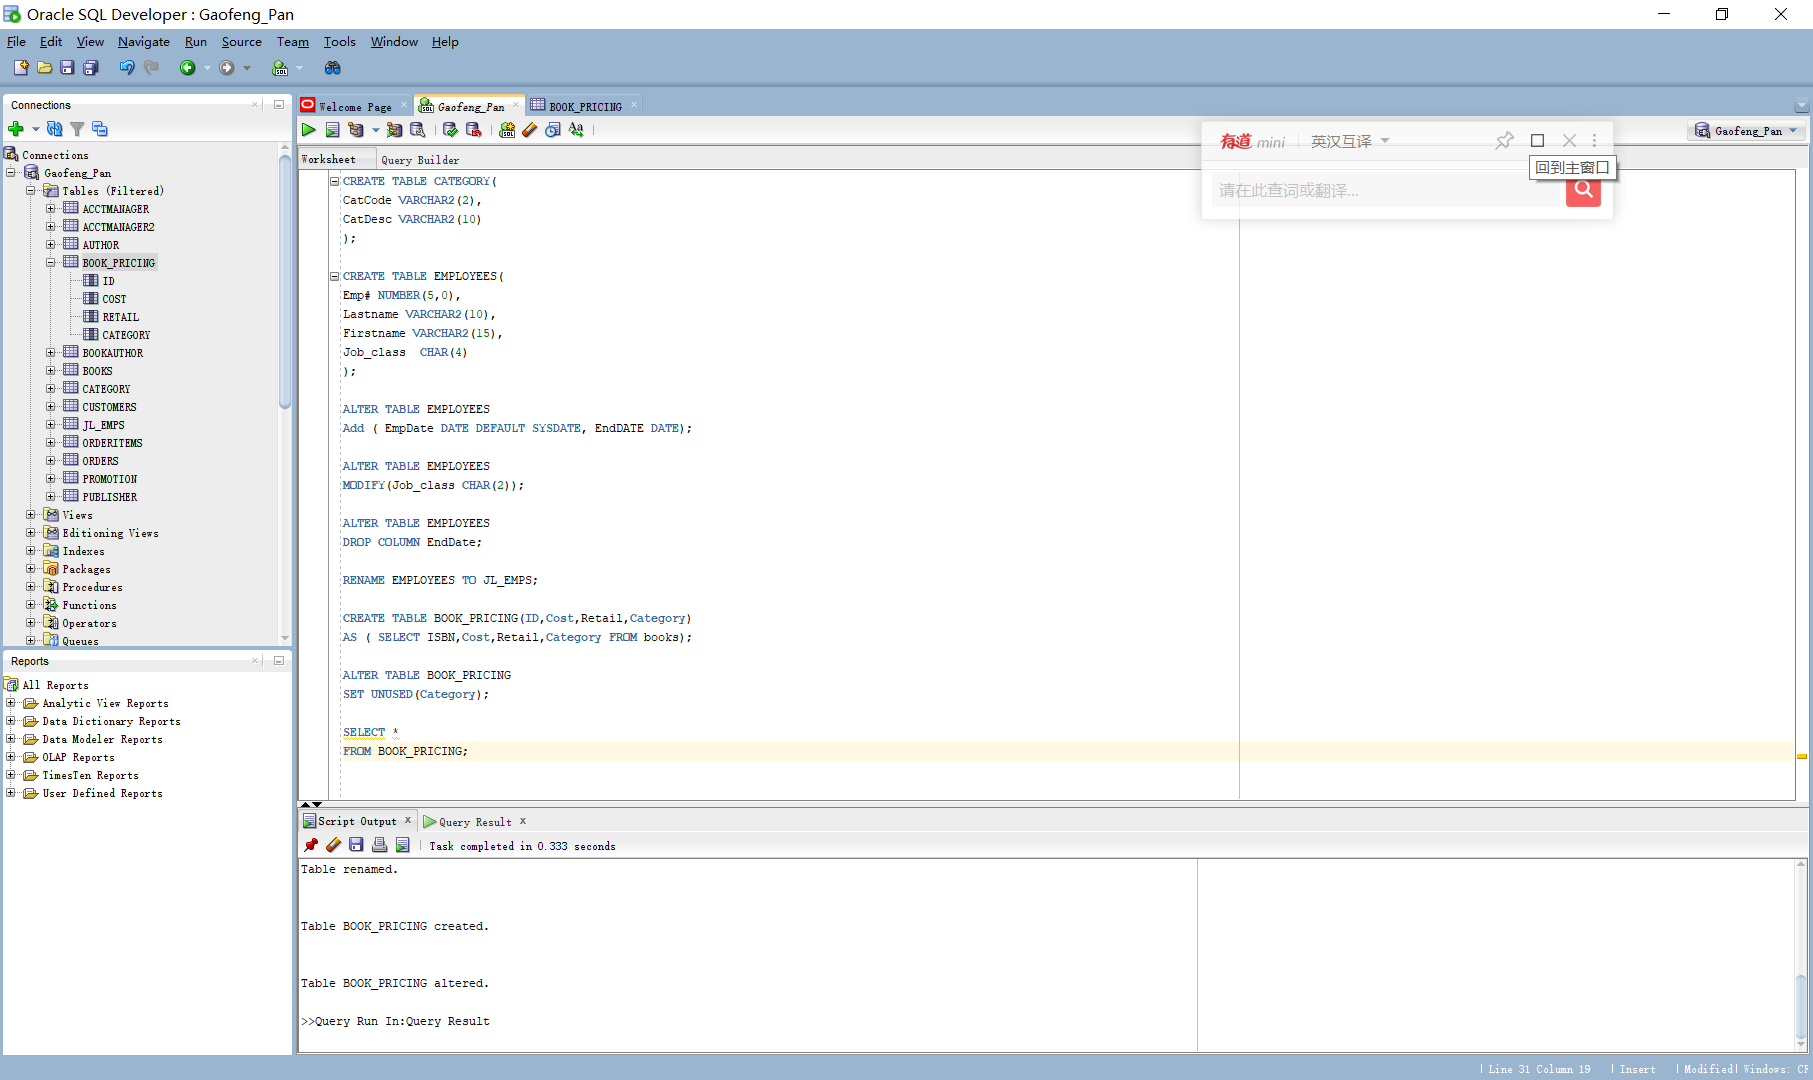 Oracle SQL Developer : Gaofeng_Pan
File Edit View Navigate Run Source Team Tools Window Help
Connections
Connections
Gaofeng_Pan
Tables (Filtered)
ACCTMANAGER
ACCTMANAGER2
AUTHOR
BOOK_PRICING
ID
COST
RETAIL
CATEGORY
BOOKAUTHOR
BOOKS
CATEGORY
CUSTOMERS
JL_EMPS
ORDERITEMS
ORDERS
PROMOTION
PUBLISHER
Views
Editioning Views
Indexes
Packages
Procedures
Functions
Operators
Queues
Reports
All Reports
Analytic View Reports
Data Dictionary Reports
Data Modeler Reports
OLAP Reports
TimesTen Reports
User Defined Reports
Welcome Page Gaofeng_Pan BOOK_PRICING
Gaofeng_Pan
Worksheet Query Builder
有道 mini 英汉互译
回到主窗口
请在此查词或翻译...
CREATE TABLE CATEGORY(
CatCode VARCHAR2(2),
CatDesc VARCHAR2(10)
);
CREATE TABLE EMPLOYEES(
Emp# NUMBER(5,0),
Lastname VARCHAR2(10),
Firstname VARCHAR2(15),
Job_class CHAR(4)
);
ALTER TABLE EMPLOYEES
Add ( EmpDate DATE DEFAULT SYSDATE, EndDATE DATE);
ALTER TABLE EMPLOYEES
MODIFY(Job_class CHAR(2));
ALTER TABLE EMPLOYEES
DROP COLUMN EndDate;
RENAME EMPLOYEES TO JL_EMPS;
CREATE TABLE BOOK_PRICING(ID,Cost,Retail,Category)
AS ( SELECT ISBN,Cost,Retail,Category FROM books);
ALTER TABLE BOOK_PRICING
SET UNUSED(Category);
SELECT *
FROM BOOK_PRICING;
Script Output Query Result
Task completed in 0.333 seconds
Table renamed.
Table BOOK_PRICING created.
Table BOOK_PRICING altered.
>>Query Run In:Query Result
Line 31 Column 19 Insert Modified Windows: CR